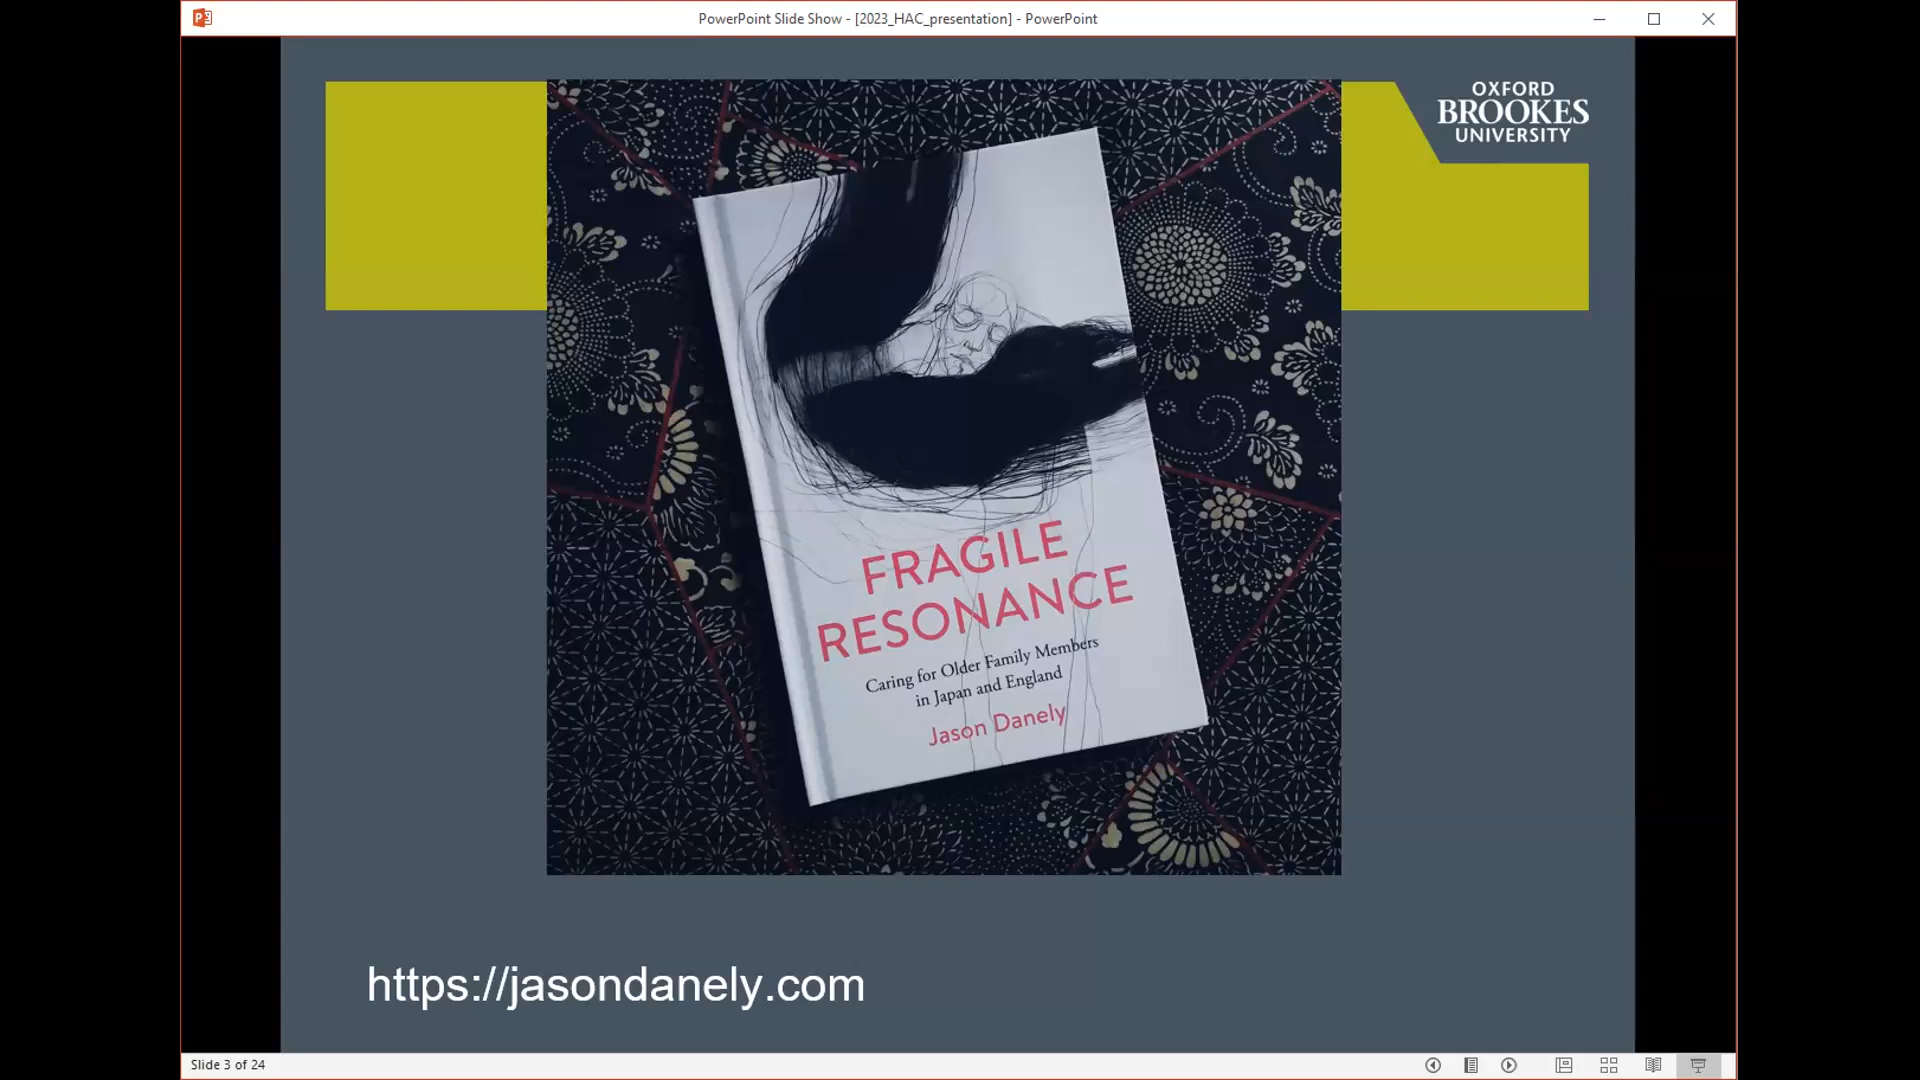 PowerPoint Slide Show - [2023_HAC_presentation] - PowerPoint
OXFORD
BROOKES
UNIVERSITY
FRAGILE
RESONANCE
Caring for Older Family Members
in Japan and England
Jason Danely
https://jasondanely.com
Slide 3 of 24